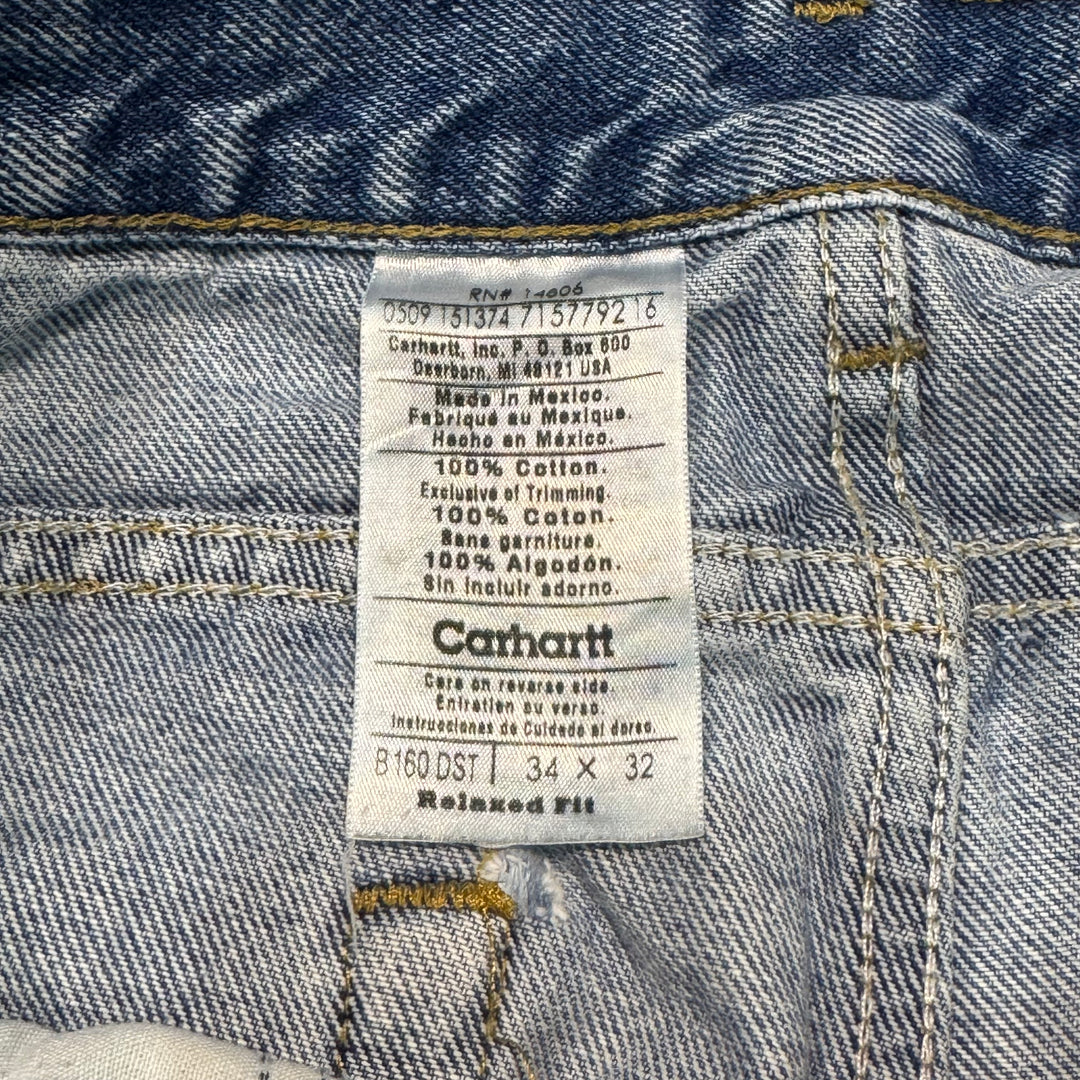 RN# 14806
0509 151374 7157792 16
Carhartt, Inc. P. O. Box 600
Dearborn, MI 48121 USA
Made in Mexico.
Fabriqué au Mexique.
Hecho en México.
100% Cotton.
Exclusive of Trimming.
100% Coton.
Sans garniture.
100% Algodón.
Sin incluir adorno.
Carhartt
Care on reverse side.
Entretien au verso.
Instrucciones de Cuidado al dorso.
B160 DST 34 X 32
Relaxed Fit